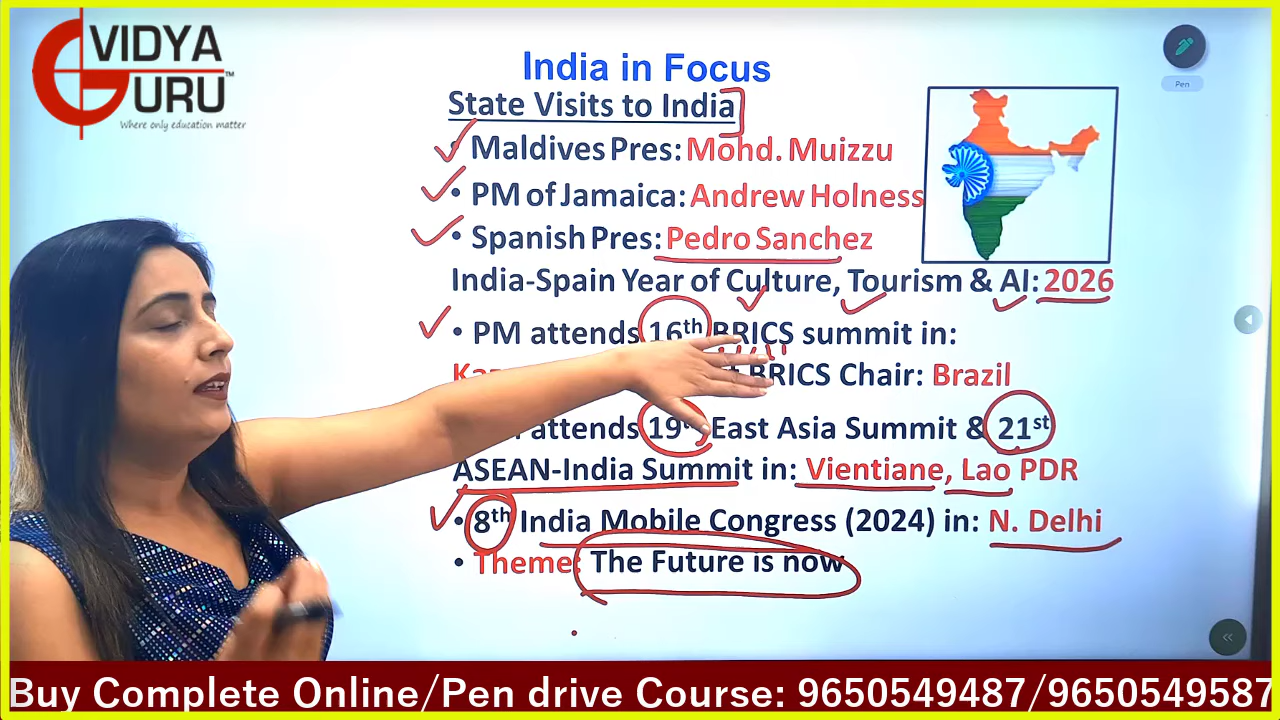 VIDYA
GURU™
Where only education matter
India in Focus
State Visits to India
• Maldives Pres: Mohd. Muizzu
• PM of Jamaica: Andrew Holness
• Spanish Pres: Pedro Sanchez
India-Spain Year of Culture, Tourism & AI: 2026
• PM attends 16th BRICS summit in:
BRICS Chair: Brazil
attends 19th East Asia Summit & 21st
ASEAN-India Summit in: Vientiane, Lao PDR
• 8th India Mobile Congress (2024) in: N. Delhi
• Theme: The Future is now
Pen
Buy Complete Online/Pen drive Course: 9650549487/9650549587